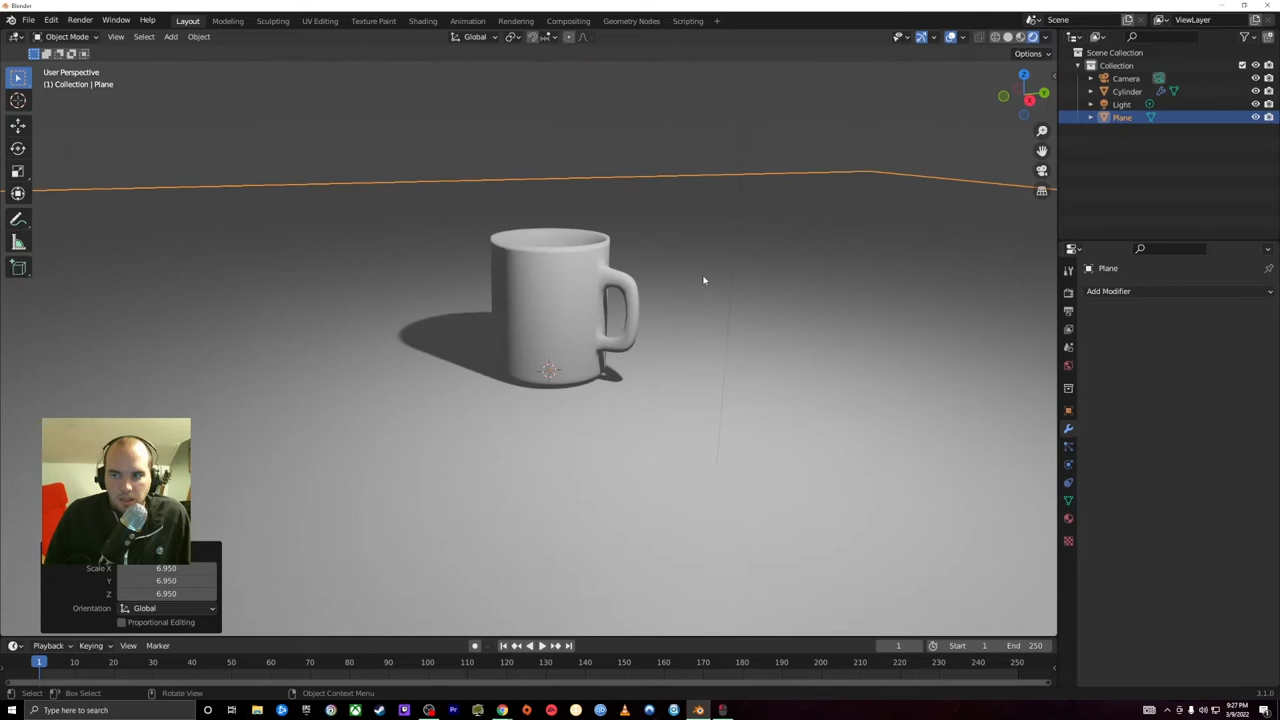 Blender
File Edit Render Window Help Layout Modeling Sculpting UV Editing Texture Paint Shading Animation Rendering Compositing Geometry Nodes Scripting + Scene ViewLayer
Object Mode View Select Add Object Global
Options
User Perspective
(1) Collection | Plane
Z
Y
X
Scene Collection
Collection
Camera
Cylinder
Light
Plane
Plane
Add Modifier
Scale X 6.950
Y 6.950
Z 6.950
Orientation Global
Proportional Editing
Playback Keying View Marker 1 Start 1 End 250
1 10 20 30 40 50 60 70 80 90 100 110 120 130 140 150 160 170 180 190 200 210 220 230 240 250
Select Box Select Rotate View Object Context Menu 3.1.0
Type here to search
9:27 PM
3/9/2022